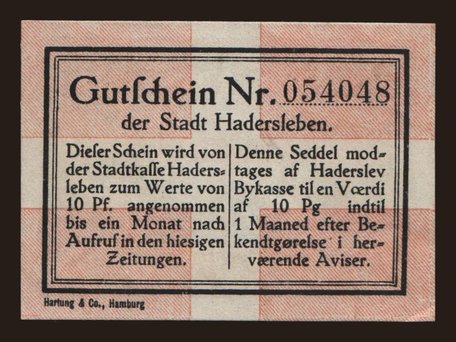 Gutschein Nr. 054048
der Stadt Hadersleben.
Dieser Schein wird von
der Stadtkasse Haders-
leben zum Werte von
10 Pf. angenommen
bis ein Monat nach
Aufruf in den hiesigen
Zeitungen.
Denne Seddel mod-
tages af Haderslev
Bykasse til en Værdi
af 10 Pg indtil
1 Maaned efter Be-
kendtgørelse i her-
værende Aviser.
Hartung & Co., Hamburg